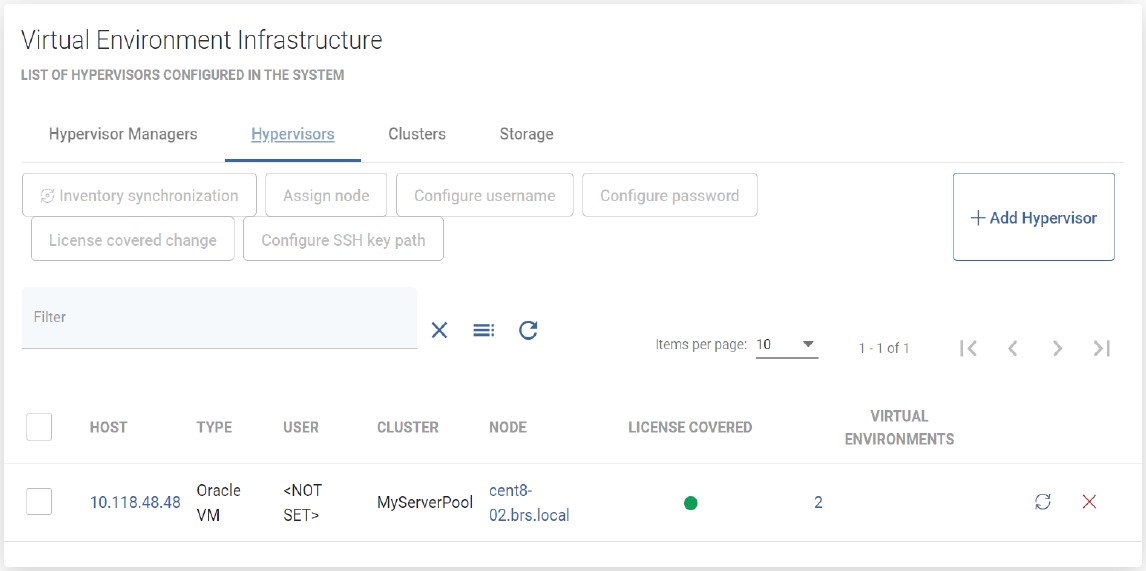 Virtual Environment Infrastructure
LIST OF HYPERVISORS CONFIGURED IN THE SYSTEM
Hypervisor Managers Hypervisors Clusters Storage
Inventory synchronization Assign node Configure username Configure password
License covered change Configure SSH key path
+ Add Hypervisor
Filter
Items per page: 10 1 - 1 of 1
HOST TYPE USER CLUSTER NODE LICENSE COVERED VIRTUAL
ENVIRONMENTS
10.118.48.48 Oracle <NOT MyServerPool cent8- 2
VM SET> 02.brs.local